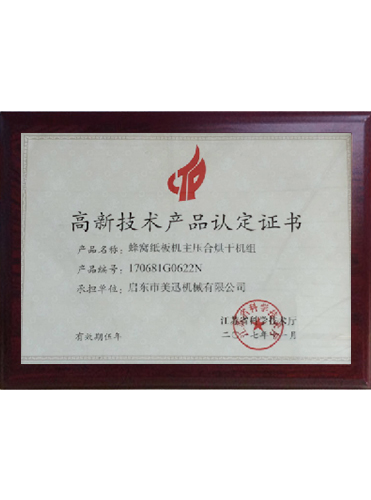 高新技术产品认定证书
产品名称：蜂窝纸板机主压合烘干机组
产品编号：170681G0622N
承担单位：启东市美迅机械有限公司
江苏省科学技术厅
有效期伍年
二〇一七年十一月